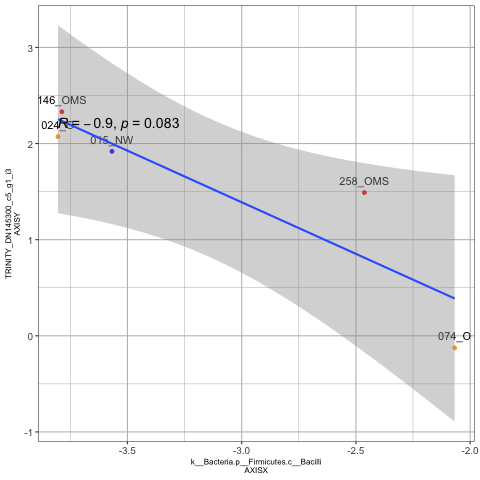 3
2
1
0
-1
146_OMS
024_O
R = −0.9, p = 0.083
015_NW
258_OMS
074_O
-3.5 -3.0 -2.5 -2.0
k__Bacteria.p__Firmicutes.c__Bacilli
AXISX
TRINITY_DN145300_c5_g1_i3
AXISY